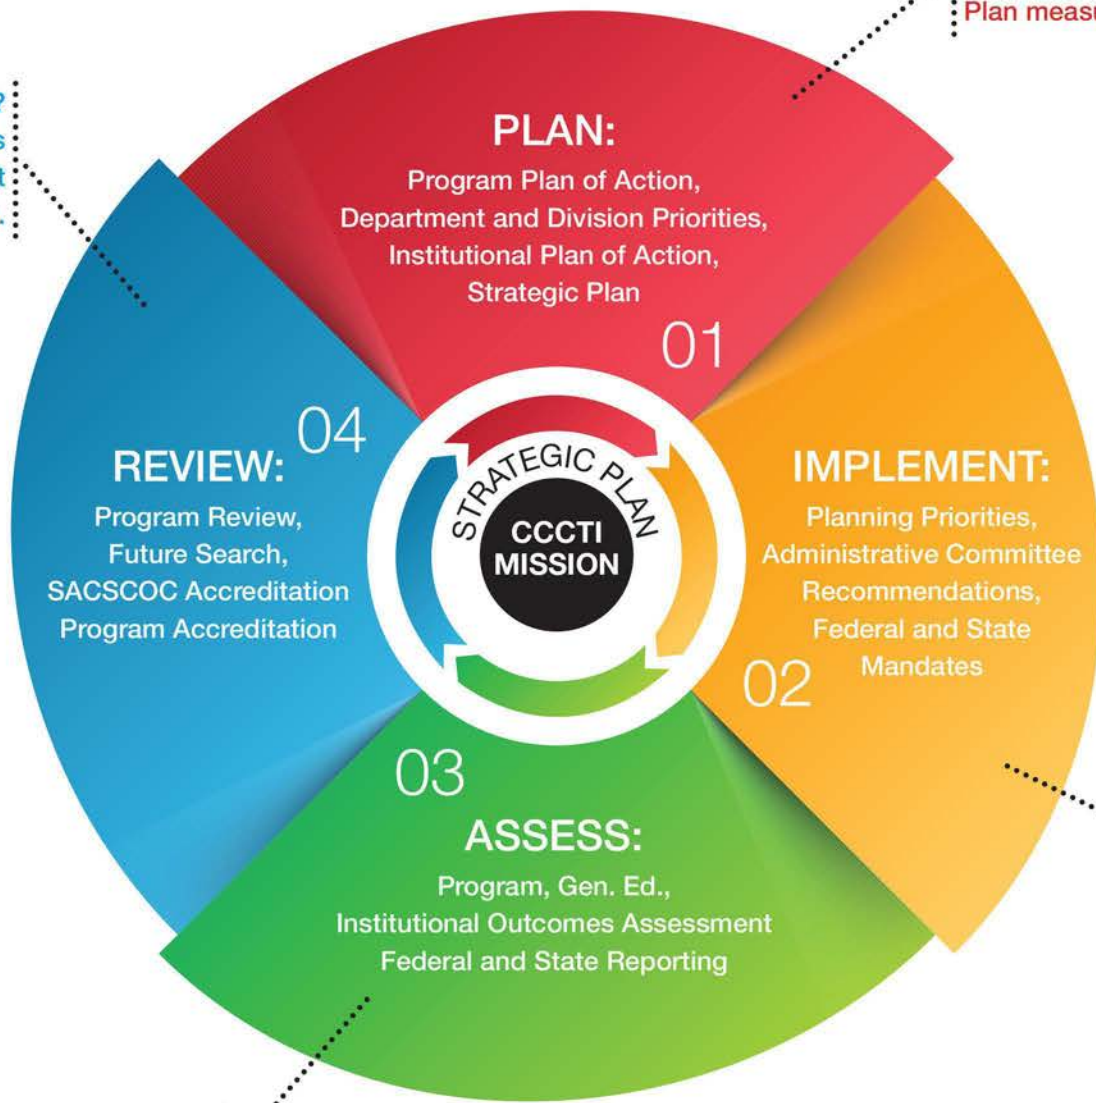 Plan
PLAN:
Program Plan of Action,
Department and Division Priorities,
Institutional Plan of Action,
Strategic Plan
01
IMPLEMENT:
Planning Priorities,
Administrative Committee
Recommendations,
Federal and State
Mandates
02
03
ASSESS:
Program, Gen. Ed.,
Institutional Outcomes Assessment
Federal and State Reporting
04
REVIEW:
Program Review,
Future Search,
SACSCOC Accreditation
Program Accreditation
STRATEGIC PLAN
CCCTI
MISSION